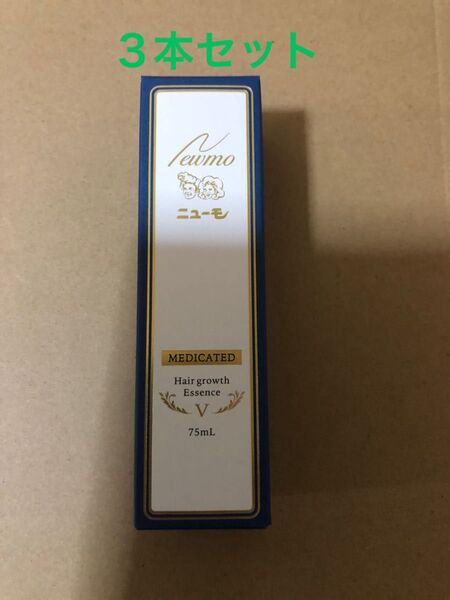 3本セット
Newmo
ニューモ
MEDICATED
Hair growth
Essence
V
75mL